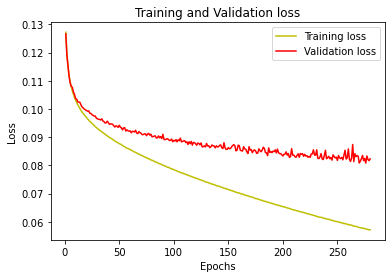 Training and Validation loss
Training loss
Validation loss
Loss
0.13
0.12
0.11
0.10
0.09
0.08
0.07
0.06
0
50
100
150
200
250
Epochs